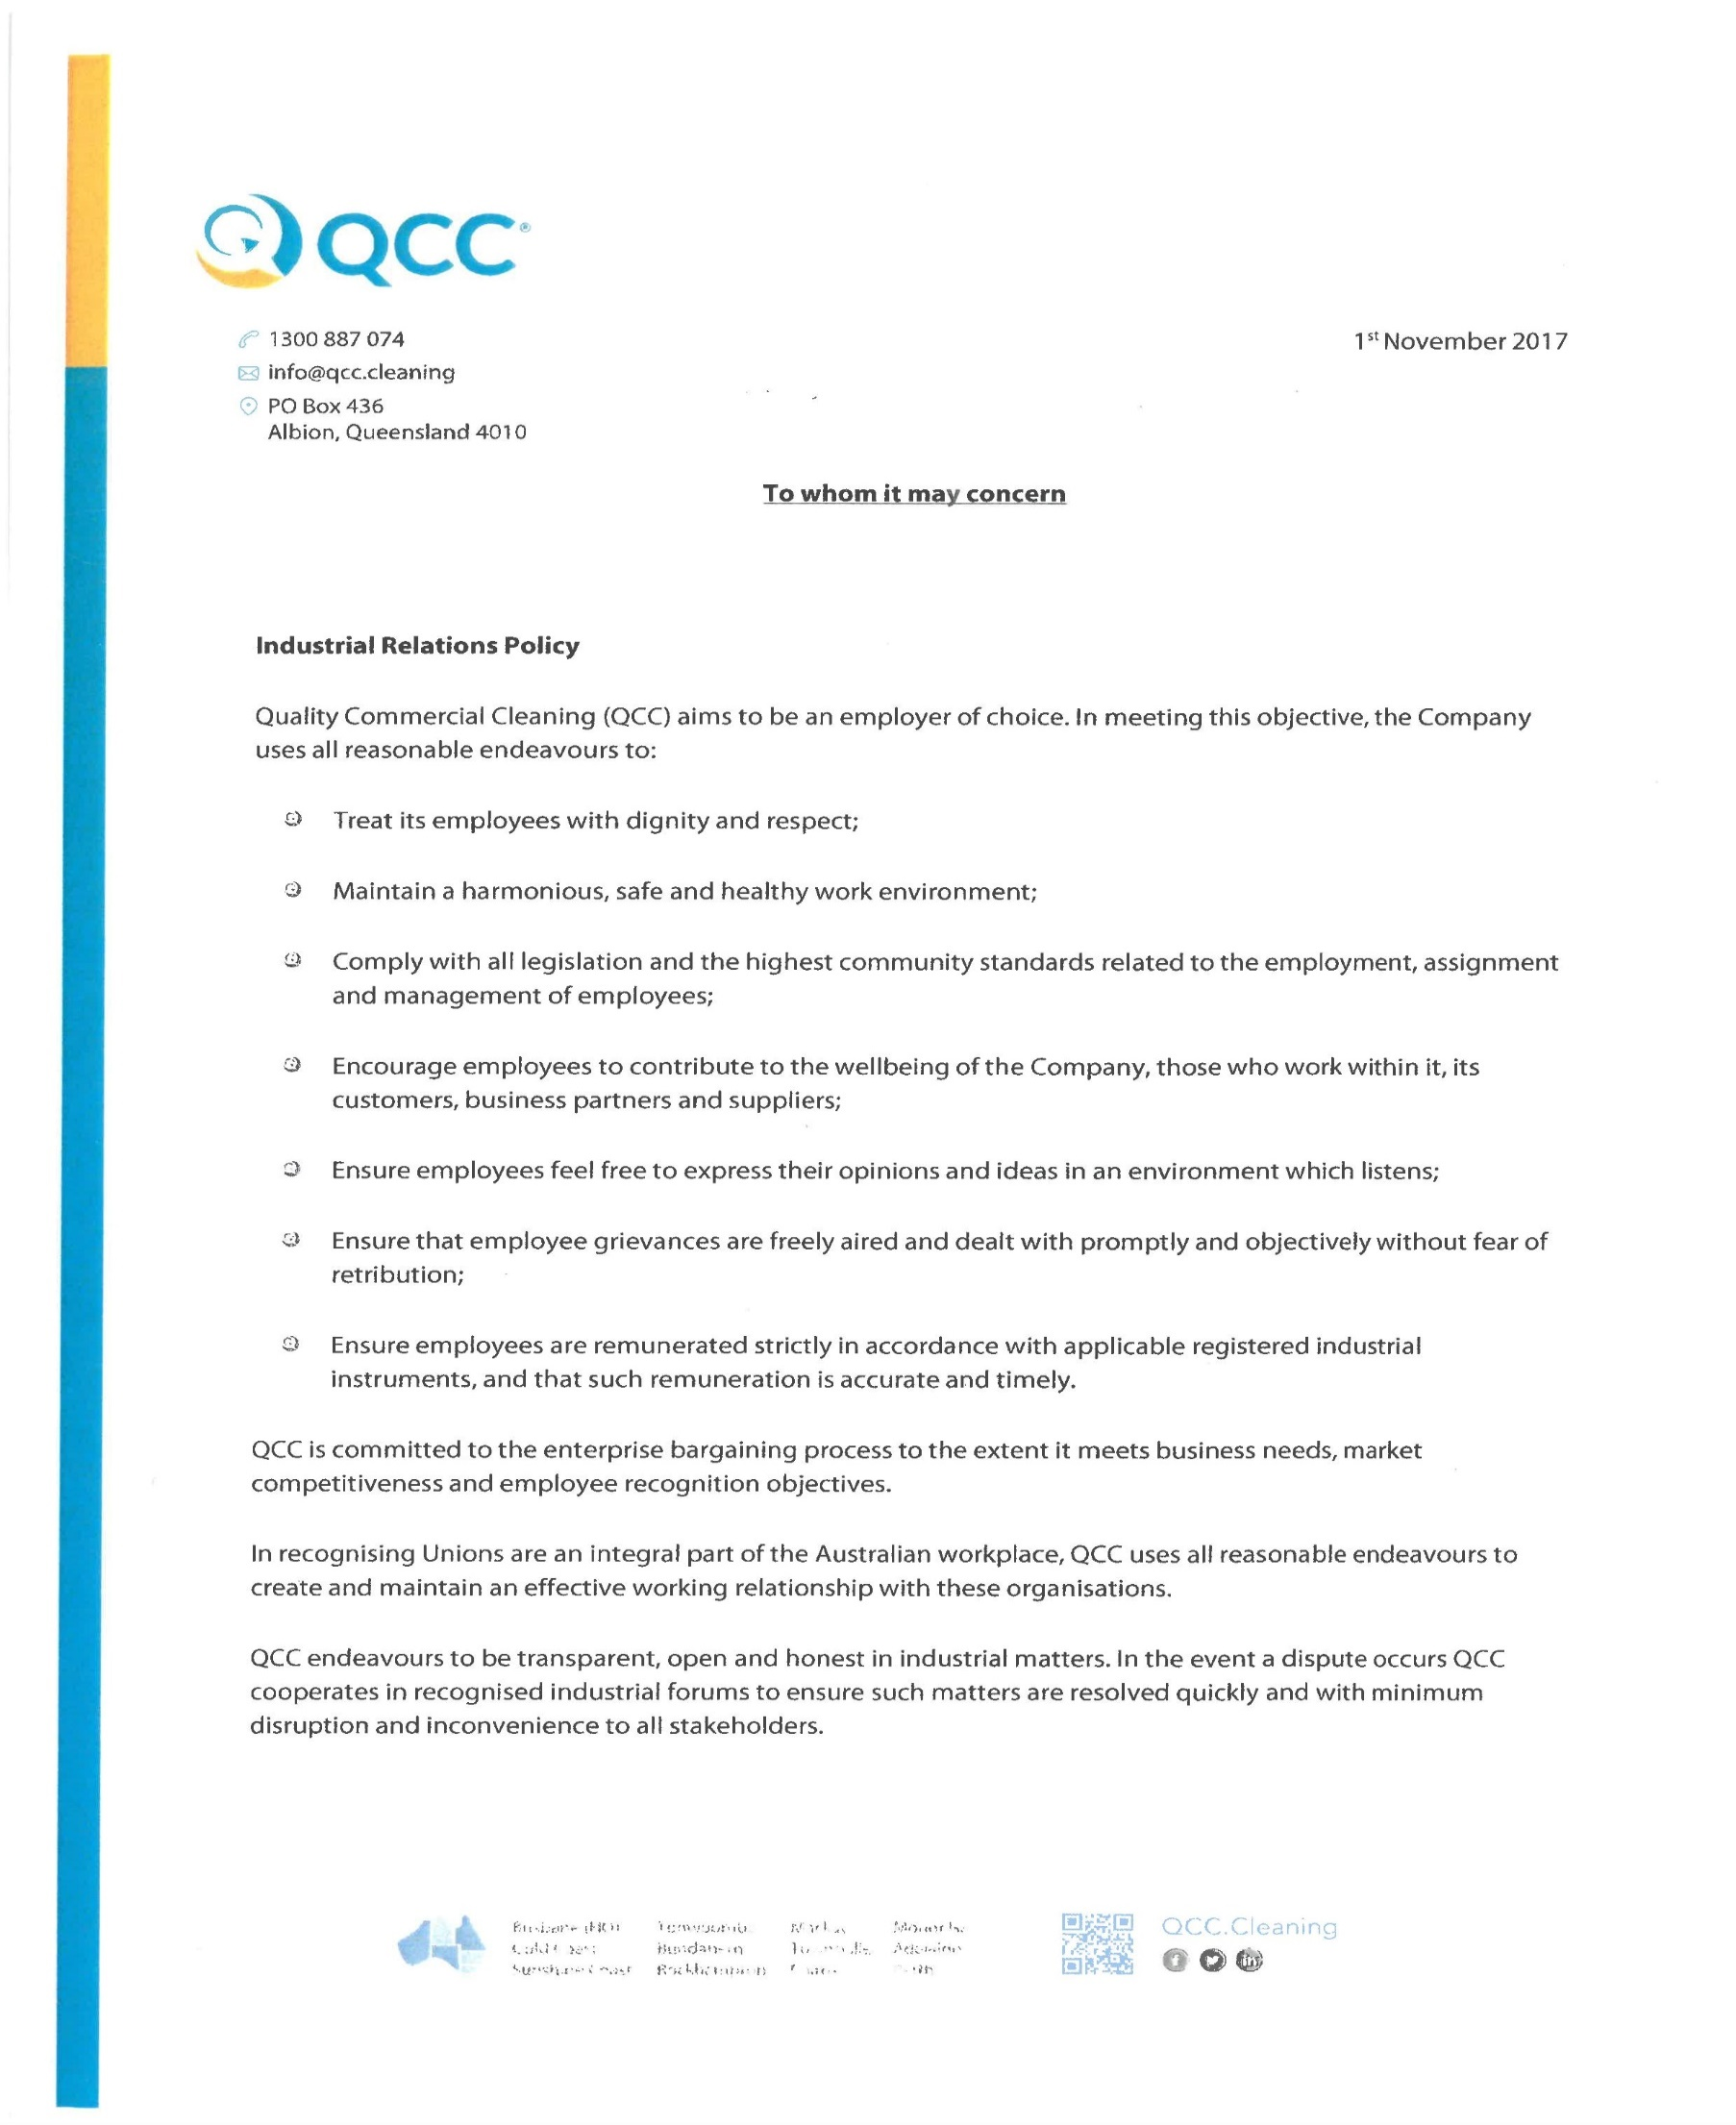 QCC®
1300 887 074
1st November 2017
info@qcc.cleaning
PO Box 436
Albion, Queensland 4010
To whom it may concern
Industrial Relations Policy
Quality Commercial Cleaning (QCC) aims to be an employer of choice. In meeting this objective, the Company
uses all reasonable endeavours to:
Treat its employees with dignity and respect;
Maintain a harmonious, safe and healthy work environment;
Comply with all legislation and the highest community standards related to the employment, assignment
and management of employees;
Encourage employees to contribute to the wellbeing of the Company, those who work within it, its
customers, business partners and suppliers;
Ensure employees feel free to express their opinions and ideas in an environment which listens;
Ensure that employee grievances are freely aired and dealt with promptly and objectively without fear of
retribution;
Ensure employees are remunerated strictly in accordance with applicable registered industrial
instruments, and that such remuneration is accurate and timely.
QCC is committed to the enterprise bargaining process to the extent it meets business needs, market
competitiveness and employee recognition objectives.
In recognising Unions are an integral part of the Australian workplace, QCC uses all reasonable endeavours to
create and maintain an effective working relationship with these organisations.
QCC endeavours to be transparent, open and honest in industrial matters. In the event a dispute occurs QCC
cooperates in recognised industrial forums to ensure such matters are resolved quickly and with minimum
disruption and inconvenience to all stakeholders.
Brisbane (HQ)
QCC.Cleaning
Sunshine Coast Rockhampton